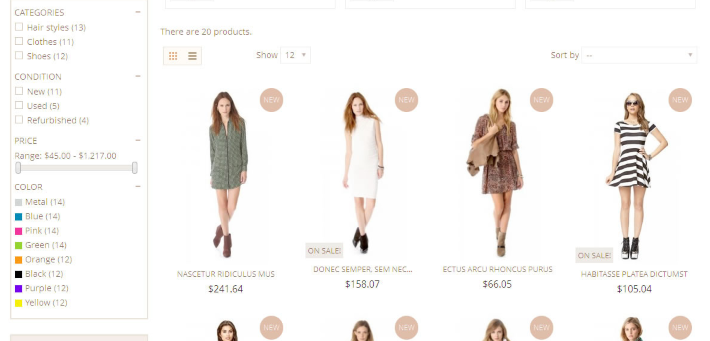 CATEGORIES
Hair styles (13)
Clothes (11)
Shoes (12)
CONDITION
New (11)
Used (5)
Refurbished (4)
PRICE
Range: $45.00 - $1,217.00
COLOR
Metal (14)
Blue (14)
Pink (14)
Green (14)
Orange (12)
Black (12)
Purple (12)
Yellow (12)
There are 20 products.
Show 12
Sort by --
NEW
NEW
NEW
NEW
ON SALE!
ON SALE!
NASCETUR RIDICULUS MUS
DONEC SEMPER, SEM NEC...
ECTUS ARCU RHONCUS PURUS
HABITASSE PLATEA DICTUMST
$241.64
$158.07
$66.05
$105.04
NEW
NEW
NEW
NEW